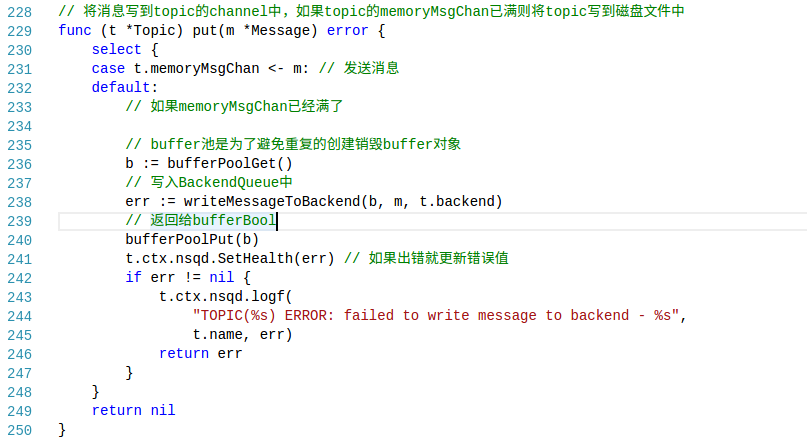 228 // 将消息写到topic的channel中，如果topic的memoryMsgChan已满则将topic写到磁盘文件中
229 func (t *Topic) put(m *Message) error {
230     select {
231     case t.memoryMsgChan <- m: // 发送消息
232     default:
233         // 如果memoryMsgChan已经满了
234
235         // buffer池是为了避免重复的创建销毁buffer对象
236         b := bufferPoolGet()
237         // 写入BackendQueue中
238         err := writeMessageToBackend(b, m, t.backend)
239         // 返回给bufferBool
240         bufferPoolPut(b)
241         t.ctx.nsqd.SetHealth(err) // 如果出错就更新错误值
242         if err != nil {
243             t.ctx.nsqd.logf(
244                 "TOPIC(%s) ERROR: failed to write message to backend - %s",
245                 t.name, err)
246             return err
247         }
248     }
249     return nil
250 }